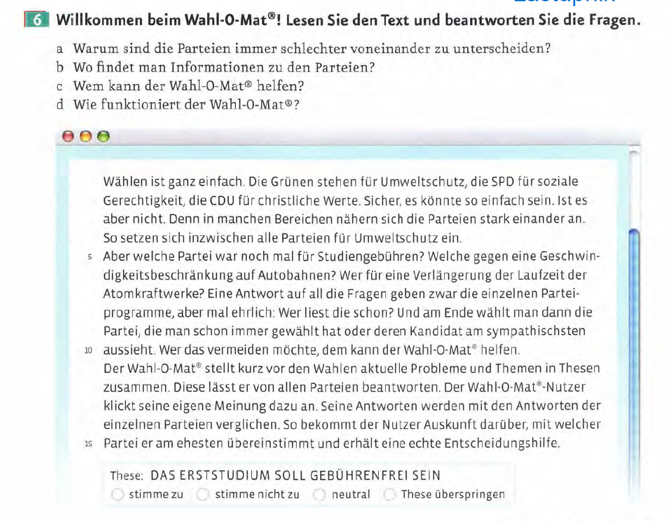 6 Willkommen beim Wahl-O-Mat®! Lesen Sie den Text und beantworten Sie die Fragen.
a Warum sind die Parteien immer schlechter voneinander zu unterscheiden?
b Wo findet man Informationen zu den Parteien?
c Wem kann der Wahl-O-Mat® helfen?
d Wie funktioniert der Wahl-O-Mat®?
Wählen ist ganz einfach. Die Grünen stehen für Umweltschutz, die SPD für soziale
Gerechtigkeit, die CDU für christliche Werte. Sicher, es könnte so einfach sein. Ist es
aber nicht. Denn in manchen Bereichen nähern sich die Parteien stark einander an.
So setzen sich inzwischen alle Parteien für Umweltschutz ein.
5 Aber welche Partei war noch mal für Studiengebühren? Welche gegen eine Geschwin-
digkeitsbeschränkung auf Autobahnen? Wer für eine Verlängerung der Laufzeit der
Atomkraftwerke? Eine Antwort auf all die Fragen geben zwar die einzelnen Partei-
programme, aber mal ehrlich: Wer liest die schon? Und am Ende wählt man dann die
Partei, die man schon immer gewählt hat oder deren Kandidat am sympathischsten
10 aussieht. Wer das vermeiden möchte, dem kann der Wahl-O-Mat® helfen.
Der Wahl-O-Mat® stellt kurz vor den Wahlen aktuelle Probleme und Themen in Thesen
zusammen. Diese lässt er von allen Parteien beantworten. Der Wahl-O-Mat®-Nutzer
klickt seine eigene Meinung dazu an. Seine Antworten werden mit den Antworten der
einzelnen Parteien verglichen. So bekommt der Nutzer Auskunft darüber, mit welcher
15 Partei er am ehesten übereinstimmt und erhält eine echte Entscheidungshilfe.
These: DAS ERSTSTUDIUM SOLL GEBÜHRENFREI SEIN
stimme zu stimme nicht zu neutral These überspringen